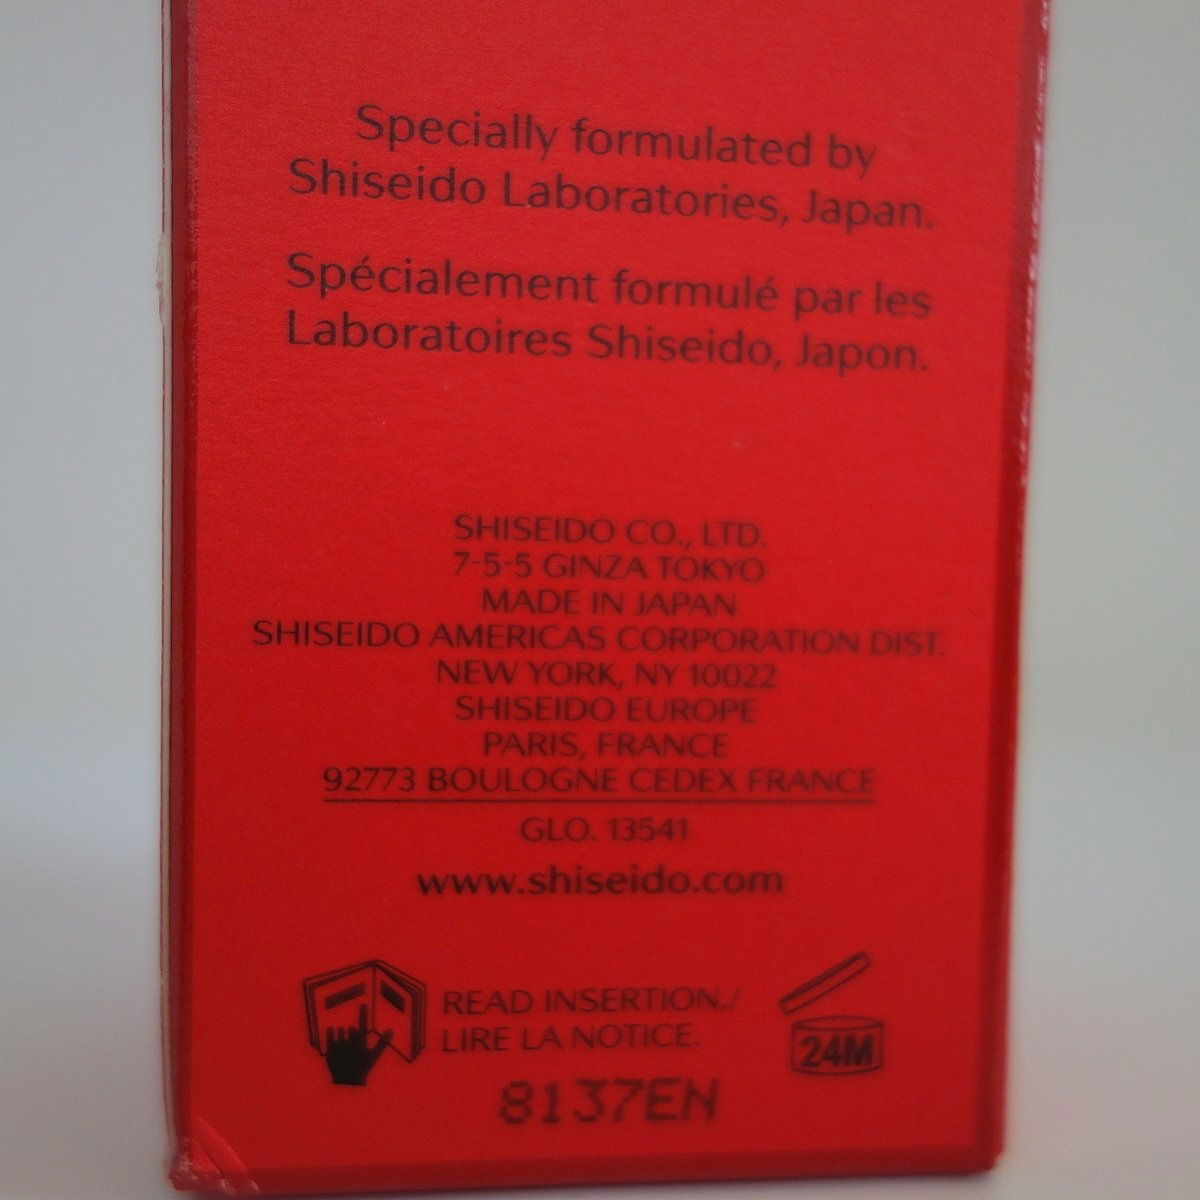 Specially formulated by
Shiseido Laboratories, Japan.
Spécialement formulé par les
Laboratoires Shiseido, Japon.
SHISEIDO CO., LTD.
7-5-5 GINZA TOKYO
MADE IN JAPAN
SHISEIDO AMERICAS CORPORATION DIST.
NEW YORK, NY 10022
SHISEIDO EUROPE
PARIS, FRANCE
92773 BOULOGNE CEDEX FRANCE
GLO. 13541
www.shiseido.com
READ INSERTION./
LIRE LA NOTICE.
24M
8137EN